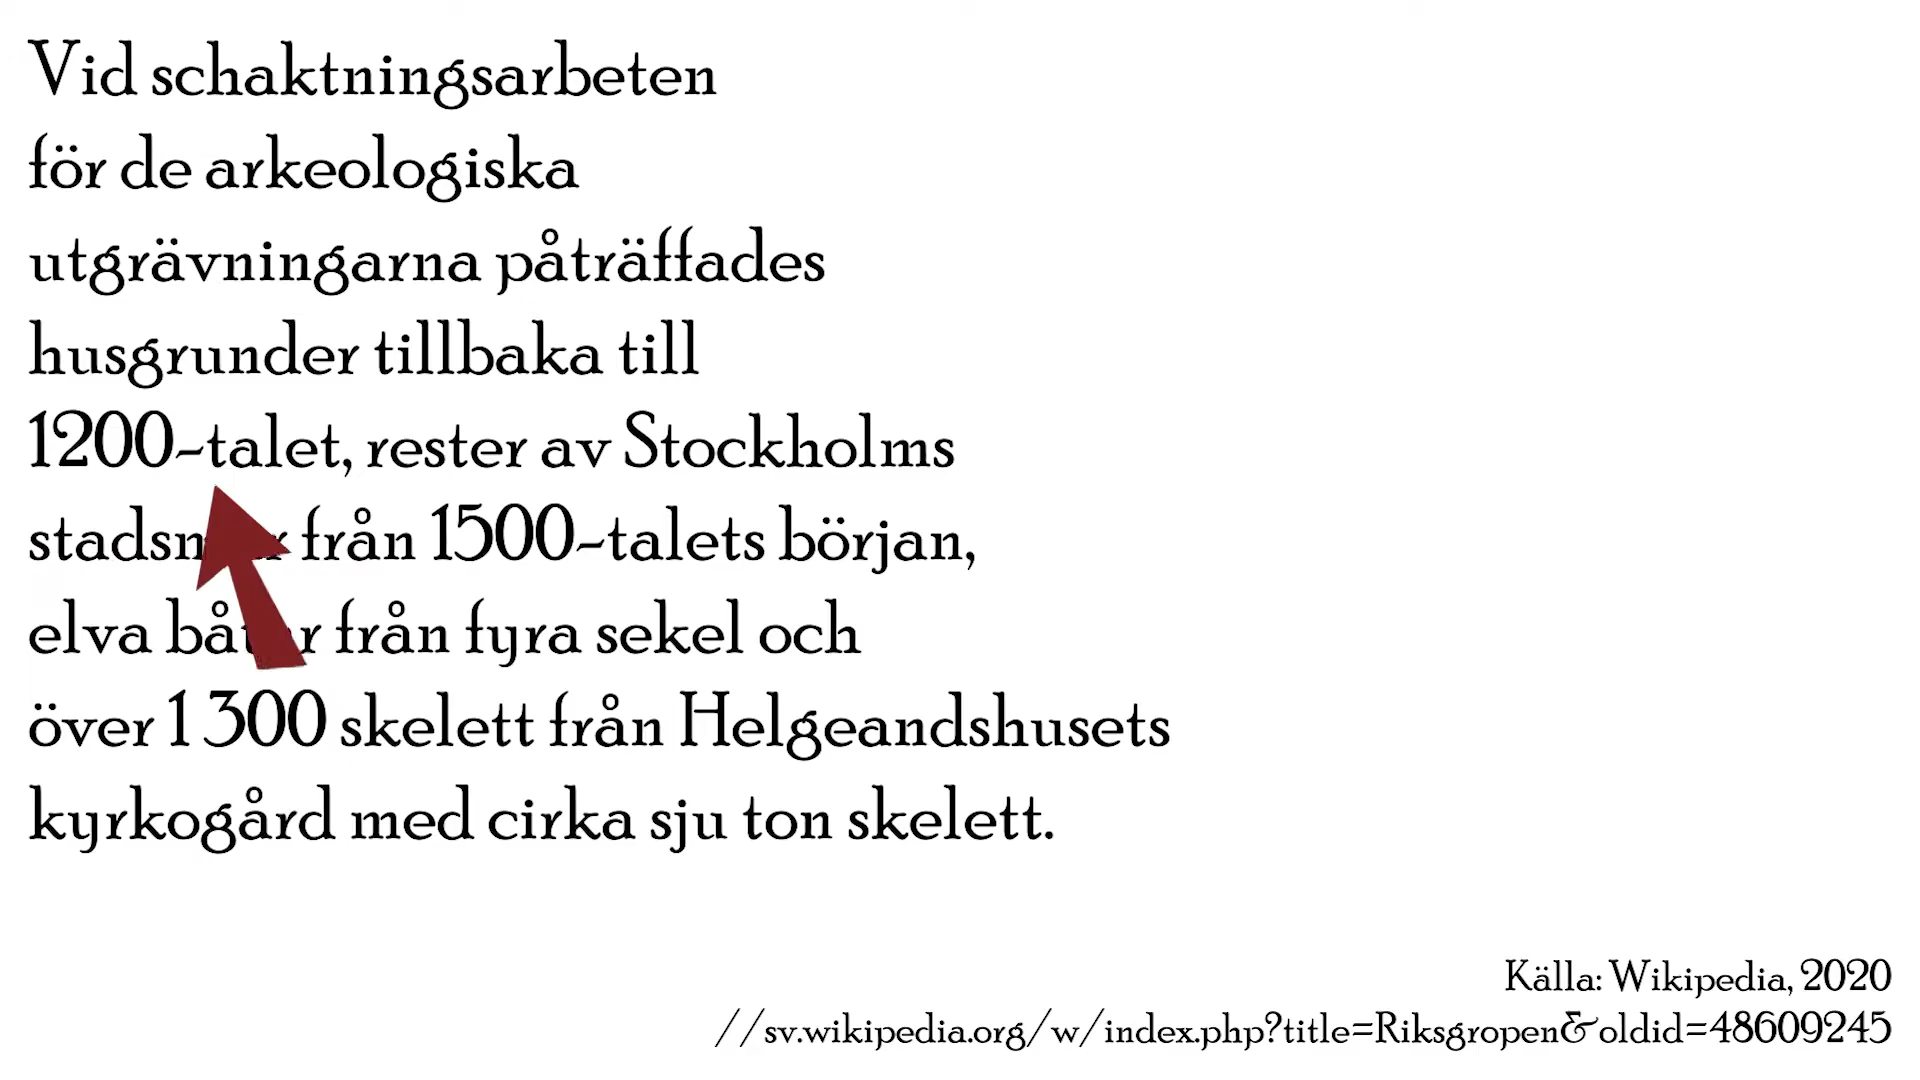 Vid schaktningsarbeten
för de arkeologiska
utgrävningarna påträffades
husgrunder tillbaka till
1200-talet, rester av Stockholms
från 1500-talets början,
elva från fyra sekel och
över 1 300 skelett från Helgeandshusets
kyrkogård med cirka sju ton skelett.
Källa: Wikipedia, 2020
//sv.wikipedia.org/w/index.php?title=Riksgropen&oldid=48609245